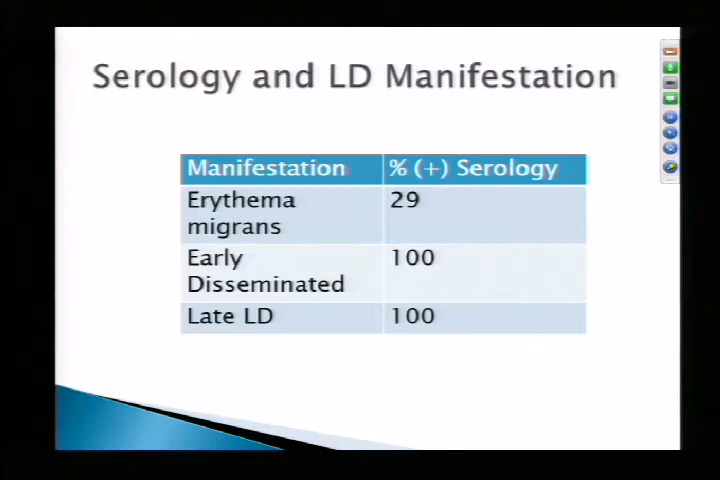 Serology and LD Manifestation
Manifestation % (+) Serology
Erythema migrans 29
Early Disseminated 100
Late LD 100